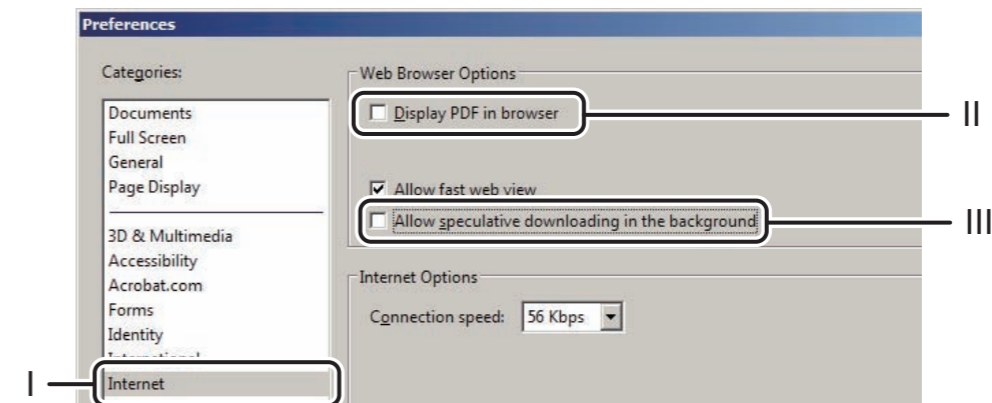 Preferences
Categories:
Documents
Full Screen
General
Page Display
3D & Multimedia
Accessibility
Acrobat.com
Forms
Identity
International
Internet
Web Browser Options
Display PDF in browser
Allow fast web view
Allow speculative downloading in the background
Internet Options
Connection speed: 56 Kbps
I
II
III